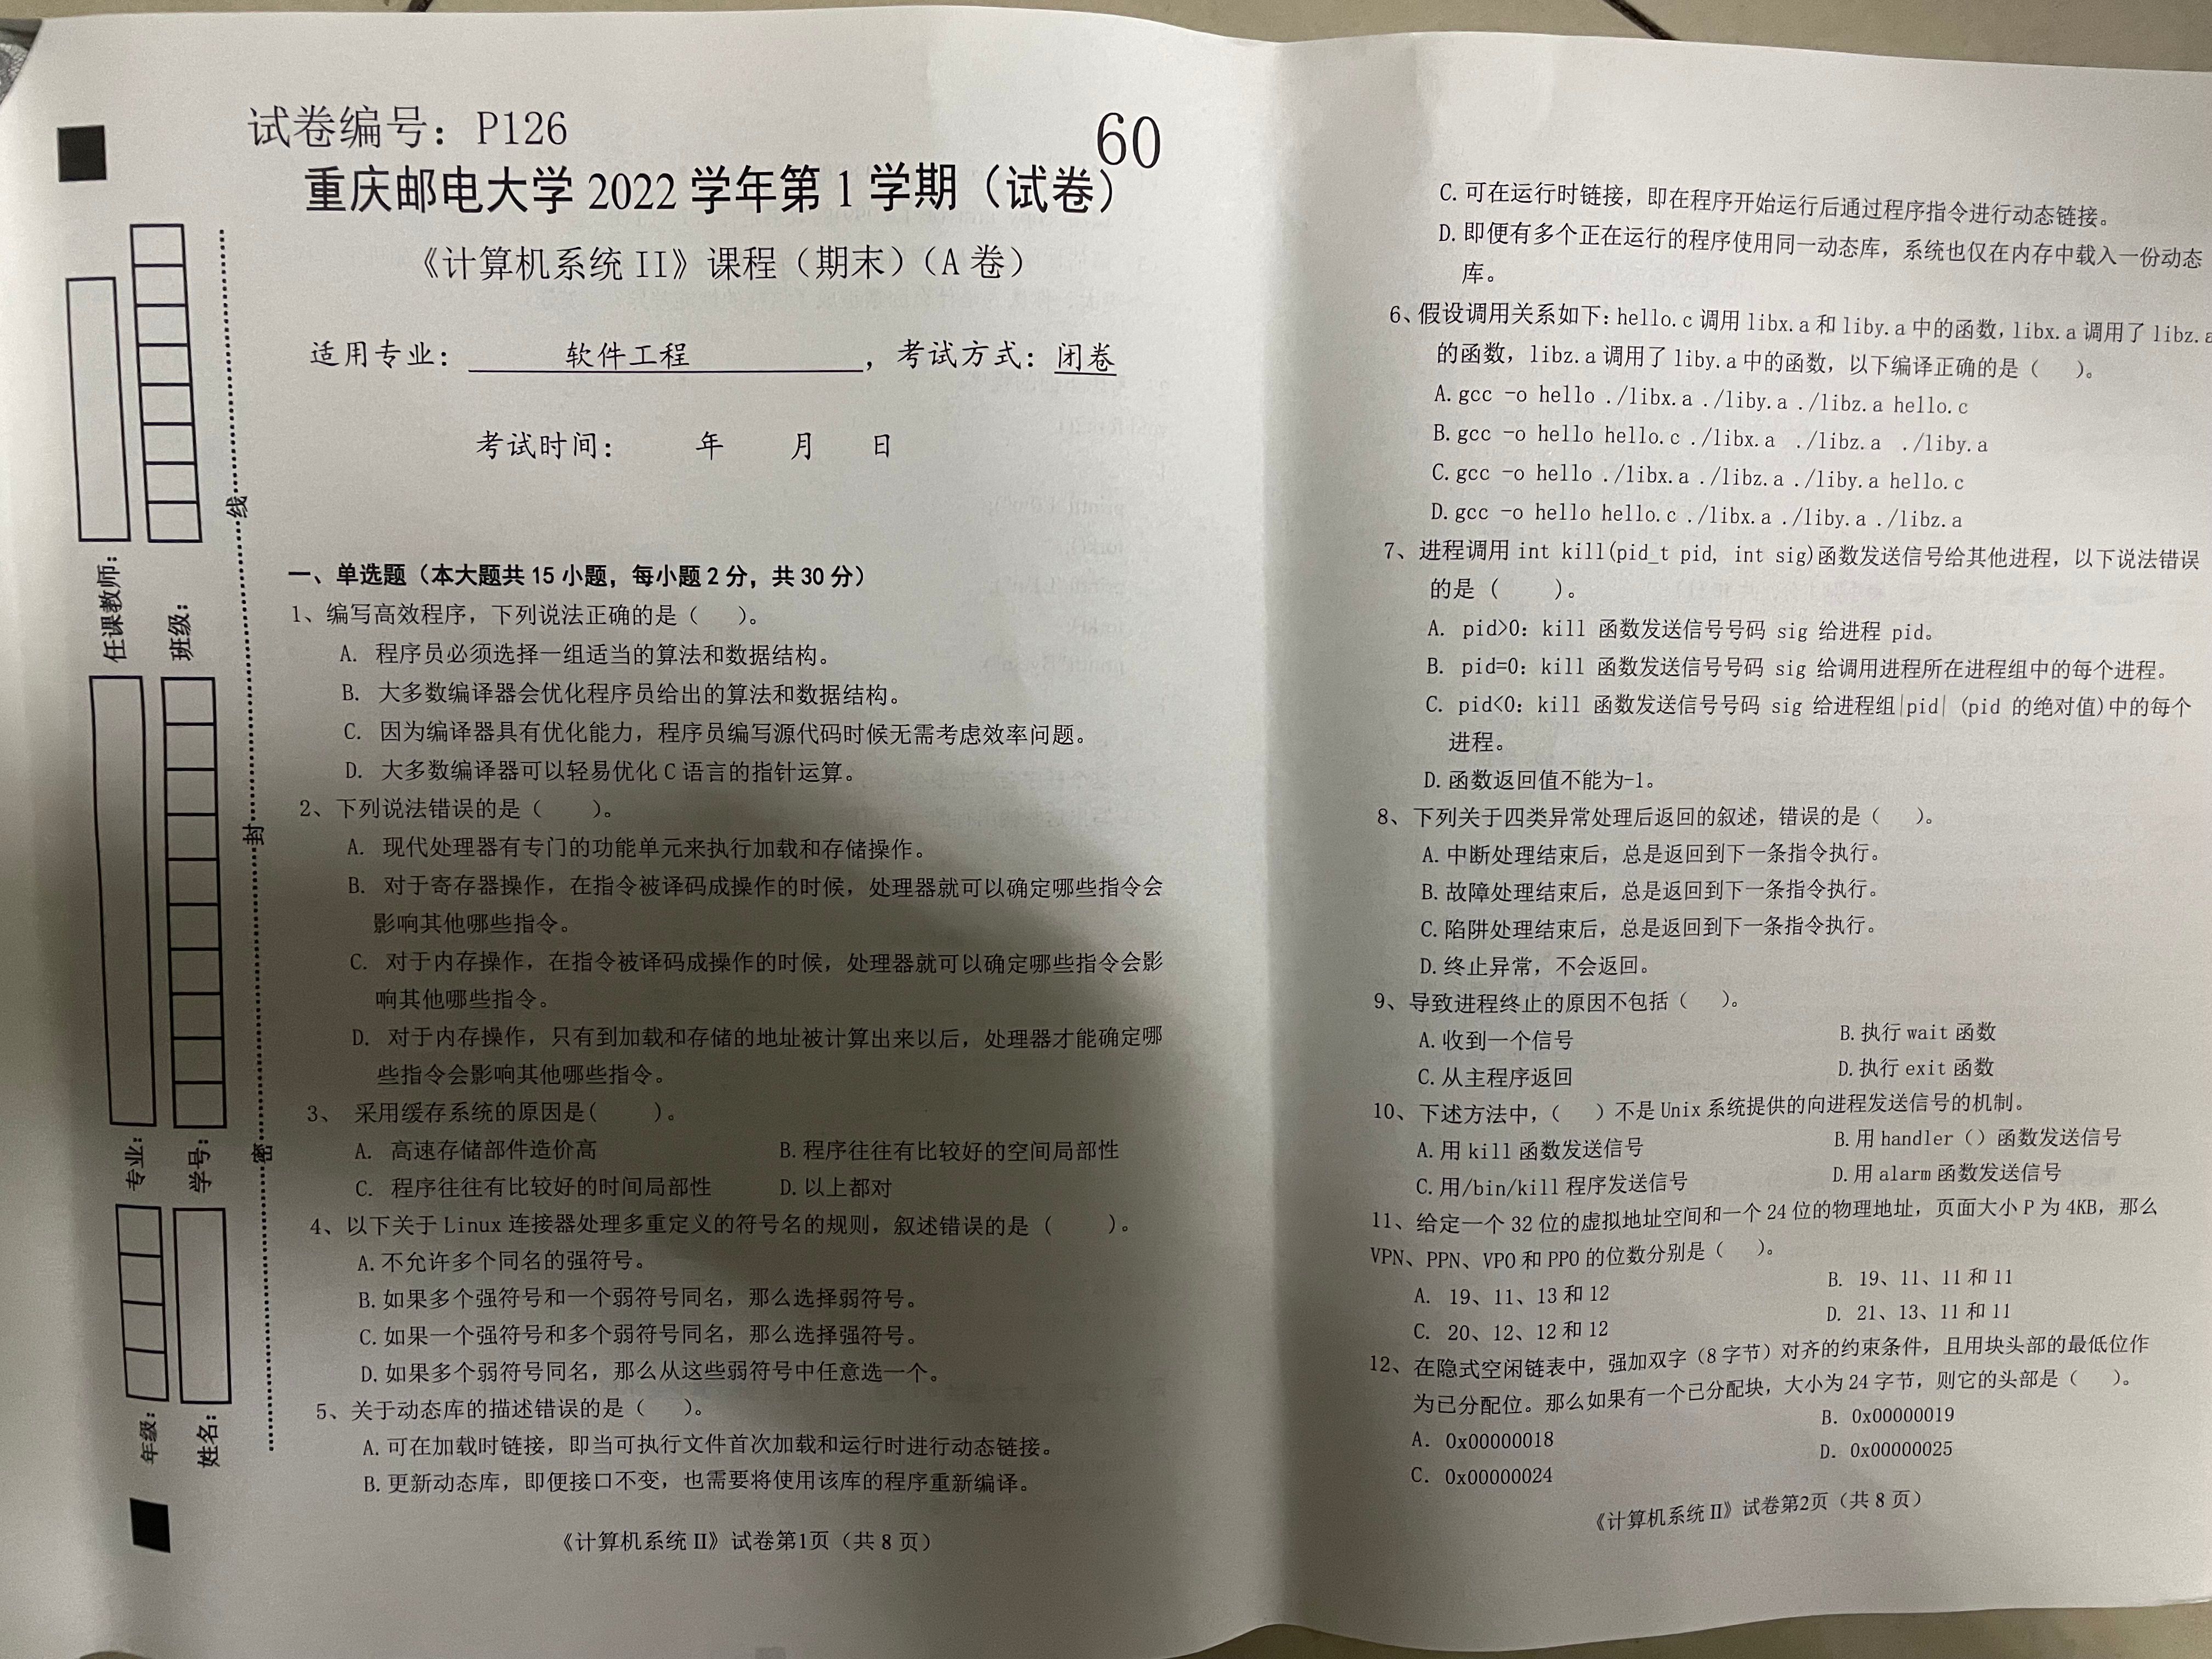 试卷编号：P126
60
重庆邮电大学 2022 学年第 1 学期（试卷）
《计算机系统 II》课程（期末）（A 卷）
适用专业：软件工程，考试方式：闭卷
考试时间： 年 月 日
任课教师：
班级：
专业：
学号：
年级：
姓名：
线
封
密
一、单选题（本大题共 15 小题，每小题 2 分，共 30 分）
1、编写高效程序，下列说法正确的是（ ）。
A. 程序员必须选择一组适当的算法和数据结构。
B. 大多数编译器会优化程序员给出的算法和数据结构。
C. 因为编译器具有优化能力，程序员编写源代码时候无需考虑效率问题。
D. 大多数编译器可以轻易优化 C 语言的指针运算。
2、下列说法错误的是（ ）。
A. 现代处理器有专门的功能单元来执行加载和存储操作。
B. 对于寄存器操作，在指令被译码成操作的时候，处理器就可以确定哪些指令会
影响其他哪些指令。
C. 对于内存操作，在指令被译码成操作的时候，处理器就可以确定哪些指令会影
响其他哪些指令。
D. 对于内存操作，只有到加载和存储的地址被计算出来以后，处理器才能确定哪
些指令会影响其他哪些指令。
3、 采用缓存系统的原因是( )。
A. 高速存储部件造价高 B.程序往往有比较好的空间局部性
C. 程序往往有比较好的时间局部性 D.以上都对
4、以下关于 Linux 连接器处理多重定义的符号名的规则，叙述错误的是（ ）。
A.不允许多个同名的强符号。
B.如果多个强符号和一个弱符号同名，那么选择弱符号。
C.如果一个强符号和多个弱符号同名，那么选择强符号。
D.如果多个弱符号同名，那么从这些弱符号中任意选一个。
5、关于动态库的描述错误的是（ ）。
A.可在加载时链接，即当可执行文件首次加载和运行时进行动态链接。
B.更新动态库，即便接口不变，也需要将使用该库的程序重新编译。
《计算机系统 II》试卷第1页（共 8 页）
C.可在运行时链接，即在程序开始运行后通过程序指令进行动态链接。
D.即便有多个正在运行的程序使用同一动态库，系统也仅在内存中载入一份动态
库。
6、假设调用关系如下：hello.c 调用 libx.a 和 liby.a 中的函数，libx.a 调用了 libz.a
的函数，libz.a 调用了 liby.a 中的函数，以下编译正确的是（ ）。
A.gcc -o hello ./libx.a ./liby.a ./libz.a hello.c
B.gcc -o hello hello.c ./libx.a ./libz.a ./liby.a
C.gcc -o hello ./libx.a ./libz.a ./liby.a hello.c
D.gcc -o hello hello.c ./libx.a ./liby.a ./libz.a
7、进程调用 int kill(pid_t pid, int sig)函数发送信号给其他进程，以下说法错误
的是（ ）。
A. pid>0：kill 函数发送信号号码 sig 给进程 pid。
B. pid=0：kill 函数发送信号号码 sig 给调用进程所在进程组中的每个进程。
C. pid<0：kill 函数发送信号号码 sig 给进程组|pid| (pid 的绝对值)中的每个
进程。
D.函数返回值不能为-1。
8、下列关于四类异常处理后返回的叙述，错误的是（ ）。
A.中断处理结束后，总是返回到下一条指令执行。
B.故障处理结束后，总是返回到下一条指令执行。
C.陷阱处理结束后，总是返回到下一条指令执行。
D.终止异常，不会返回。
9、导致进程终止的原因不包括（ ）。
A.收到一个信号 B.执行 wait 函数
C.从主程序返回 D.执行 exit 函数
10、下述方法中，（ ）不是 Unix 系统提供的向进程发送信号的机制。
A.用 kill 函数发送信号 B.用 handler（）函数发送信号
C.用/bin/kill 程序发送信号 D.用 alarm 函数发送信号
11、给定一个 32 位的虚拟地址空间和一个 24 位的物理地址，页面大小 P 为 4KB，那么
VPN、PPN、VPO 和 PPO 的位数分别是（ ）。
A. 19、11、13 和 12 B. 19、11、11 和 11
C. 20、12、12 和 12 D. 21、13、11 和 11
12、在隐式空闲链表中，强加双字（8 字节）对齐的约束条件，且用块头部的最低位作
为已分配位。那么如果有一个已分配块，大小为 24 字节，则它的头部是（ ）。
A. 0x00000018 B. 0x00000019
C. 0x00000024 D. 0x00000025
《计算机系统 II》试卷第2页（共 8 页）